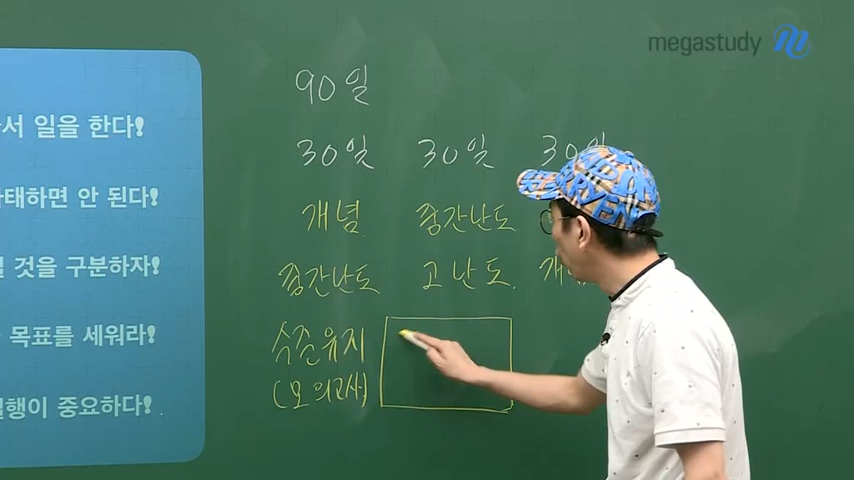 megastudy
서 일을 한다!
태하면 안 된다!
것을 구분하자!
목표를 세워라!
행이 중요하다!
90일
30일 30일 30일
개념 중간난도
중간난도 고난도
수준유지
(모의고사)